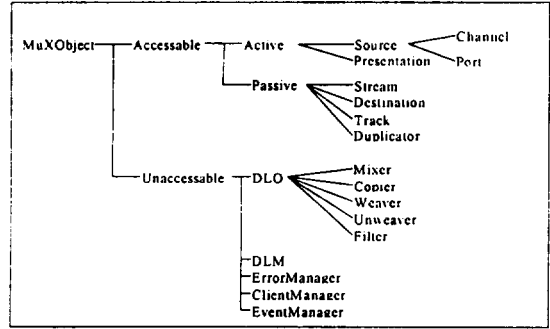 Channel
MuXObject Accessable Active Source
Presentation Port
Passive Stream
Destination
Track
Duplicator
Mixer
Unaccessable DLO Copier
Weaver
Unweaver
Filter
DLM
ErrorManager
ClientManager
EventManager